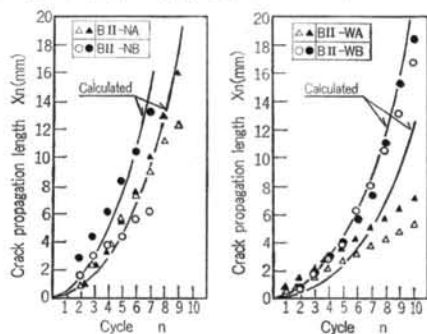 Crack propagation length Xn(mm)
16
14
12
10
8
6
4
2
0
1 2 3 4 5 6 7 8 9 10
Cycle n
△ ▲ BII-NA
○ ● BII-NB
Calculated
Crack propagation length Xn(mm)
20
18
16
14
12
10
8
6
4
2
0
1 2 3 4 5 6 7 8 9 10
Cycle n
△ ▲ BII-WA
○ ● BII-WB
Calculated